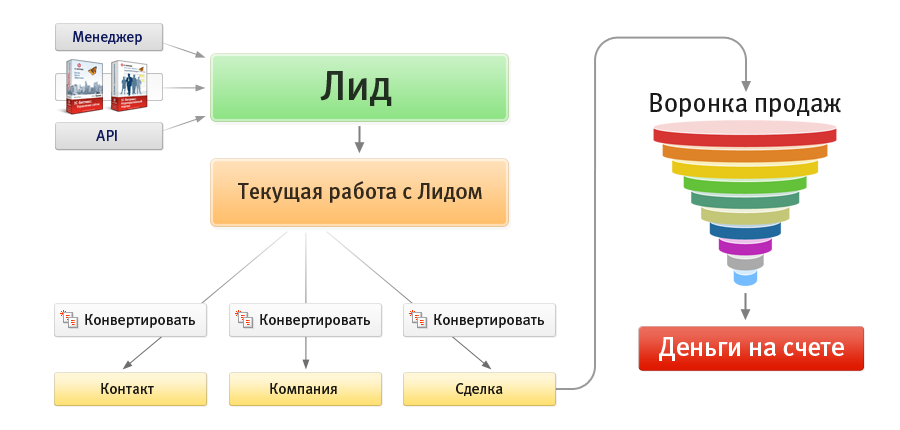 Менеджер
API
Лид
Текущая работа с Лидом
Конвертировать
Конвертировать
Конвертировать
Контакт
Компания
Сделка
Воронка продаж
Деньги на счете